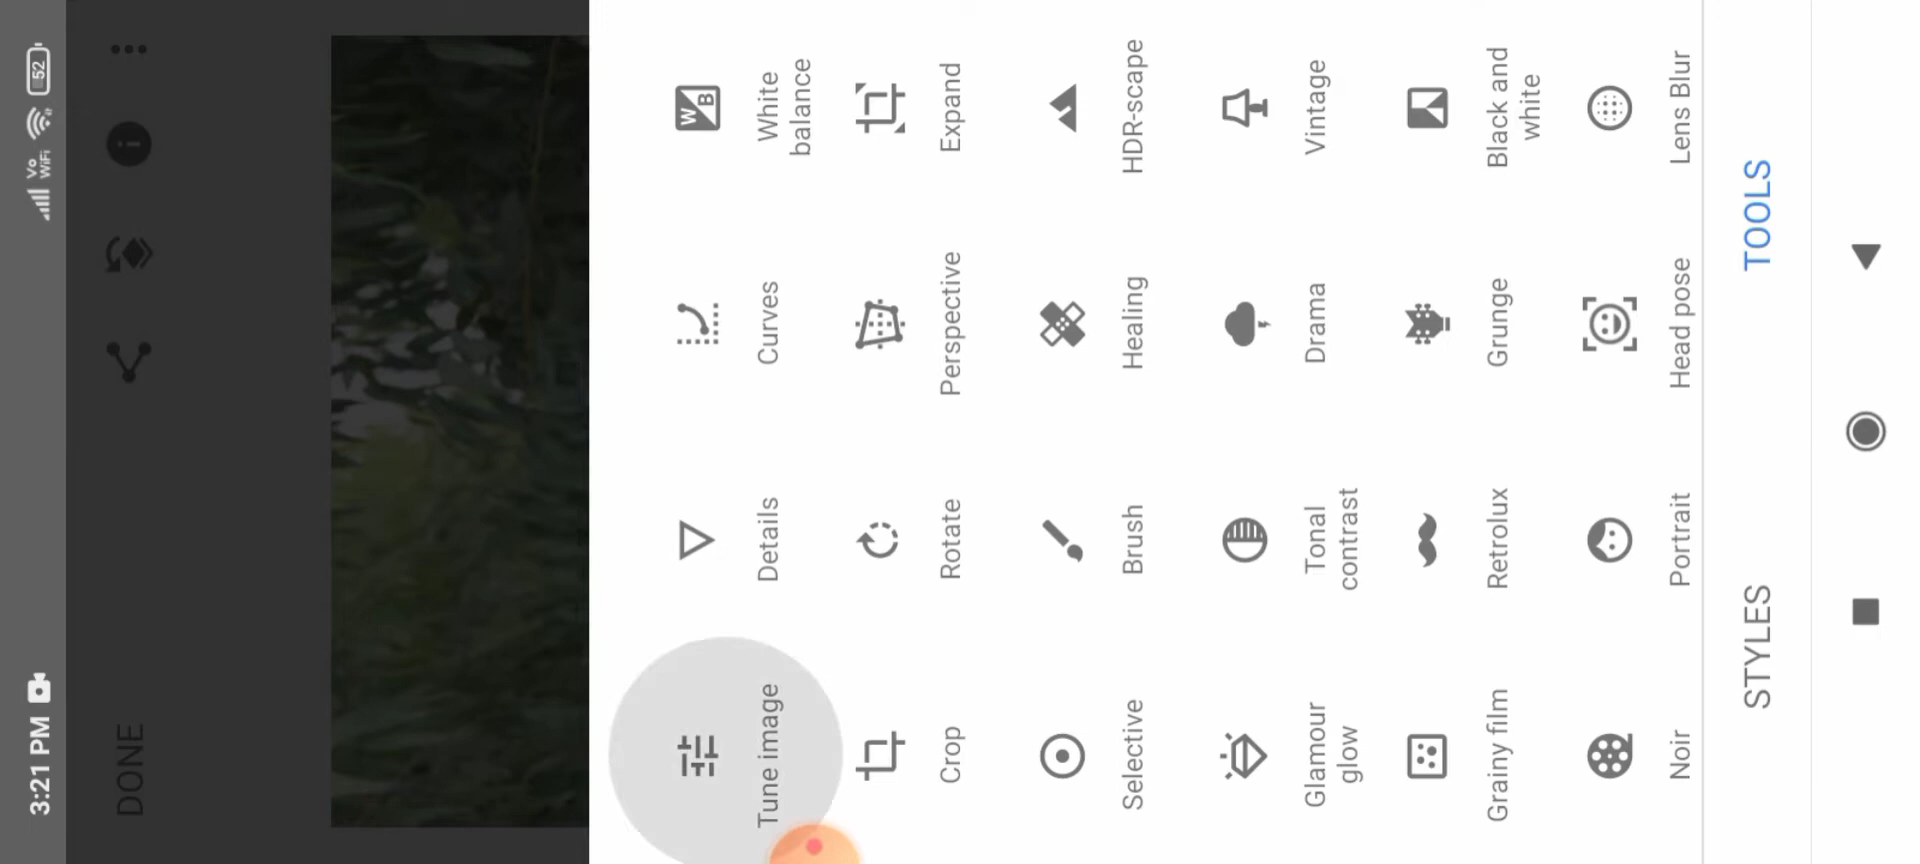 3:21 PM
Vo
WiFi
52
DONE
Tune image
Details
Curves
White
balance
WB
Crop
Rotate
Perspective
Expand
Selective
Brush
Healing
HDR-scape
Glamour
glow
Tonal
contrast
Drama
Vintage
Grainy film
Retrolux
Grunge
Black and
white
Noir
Portrait
Head pose
Lens Blur
STYLES
TOOLS